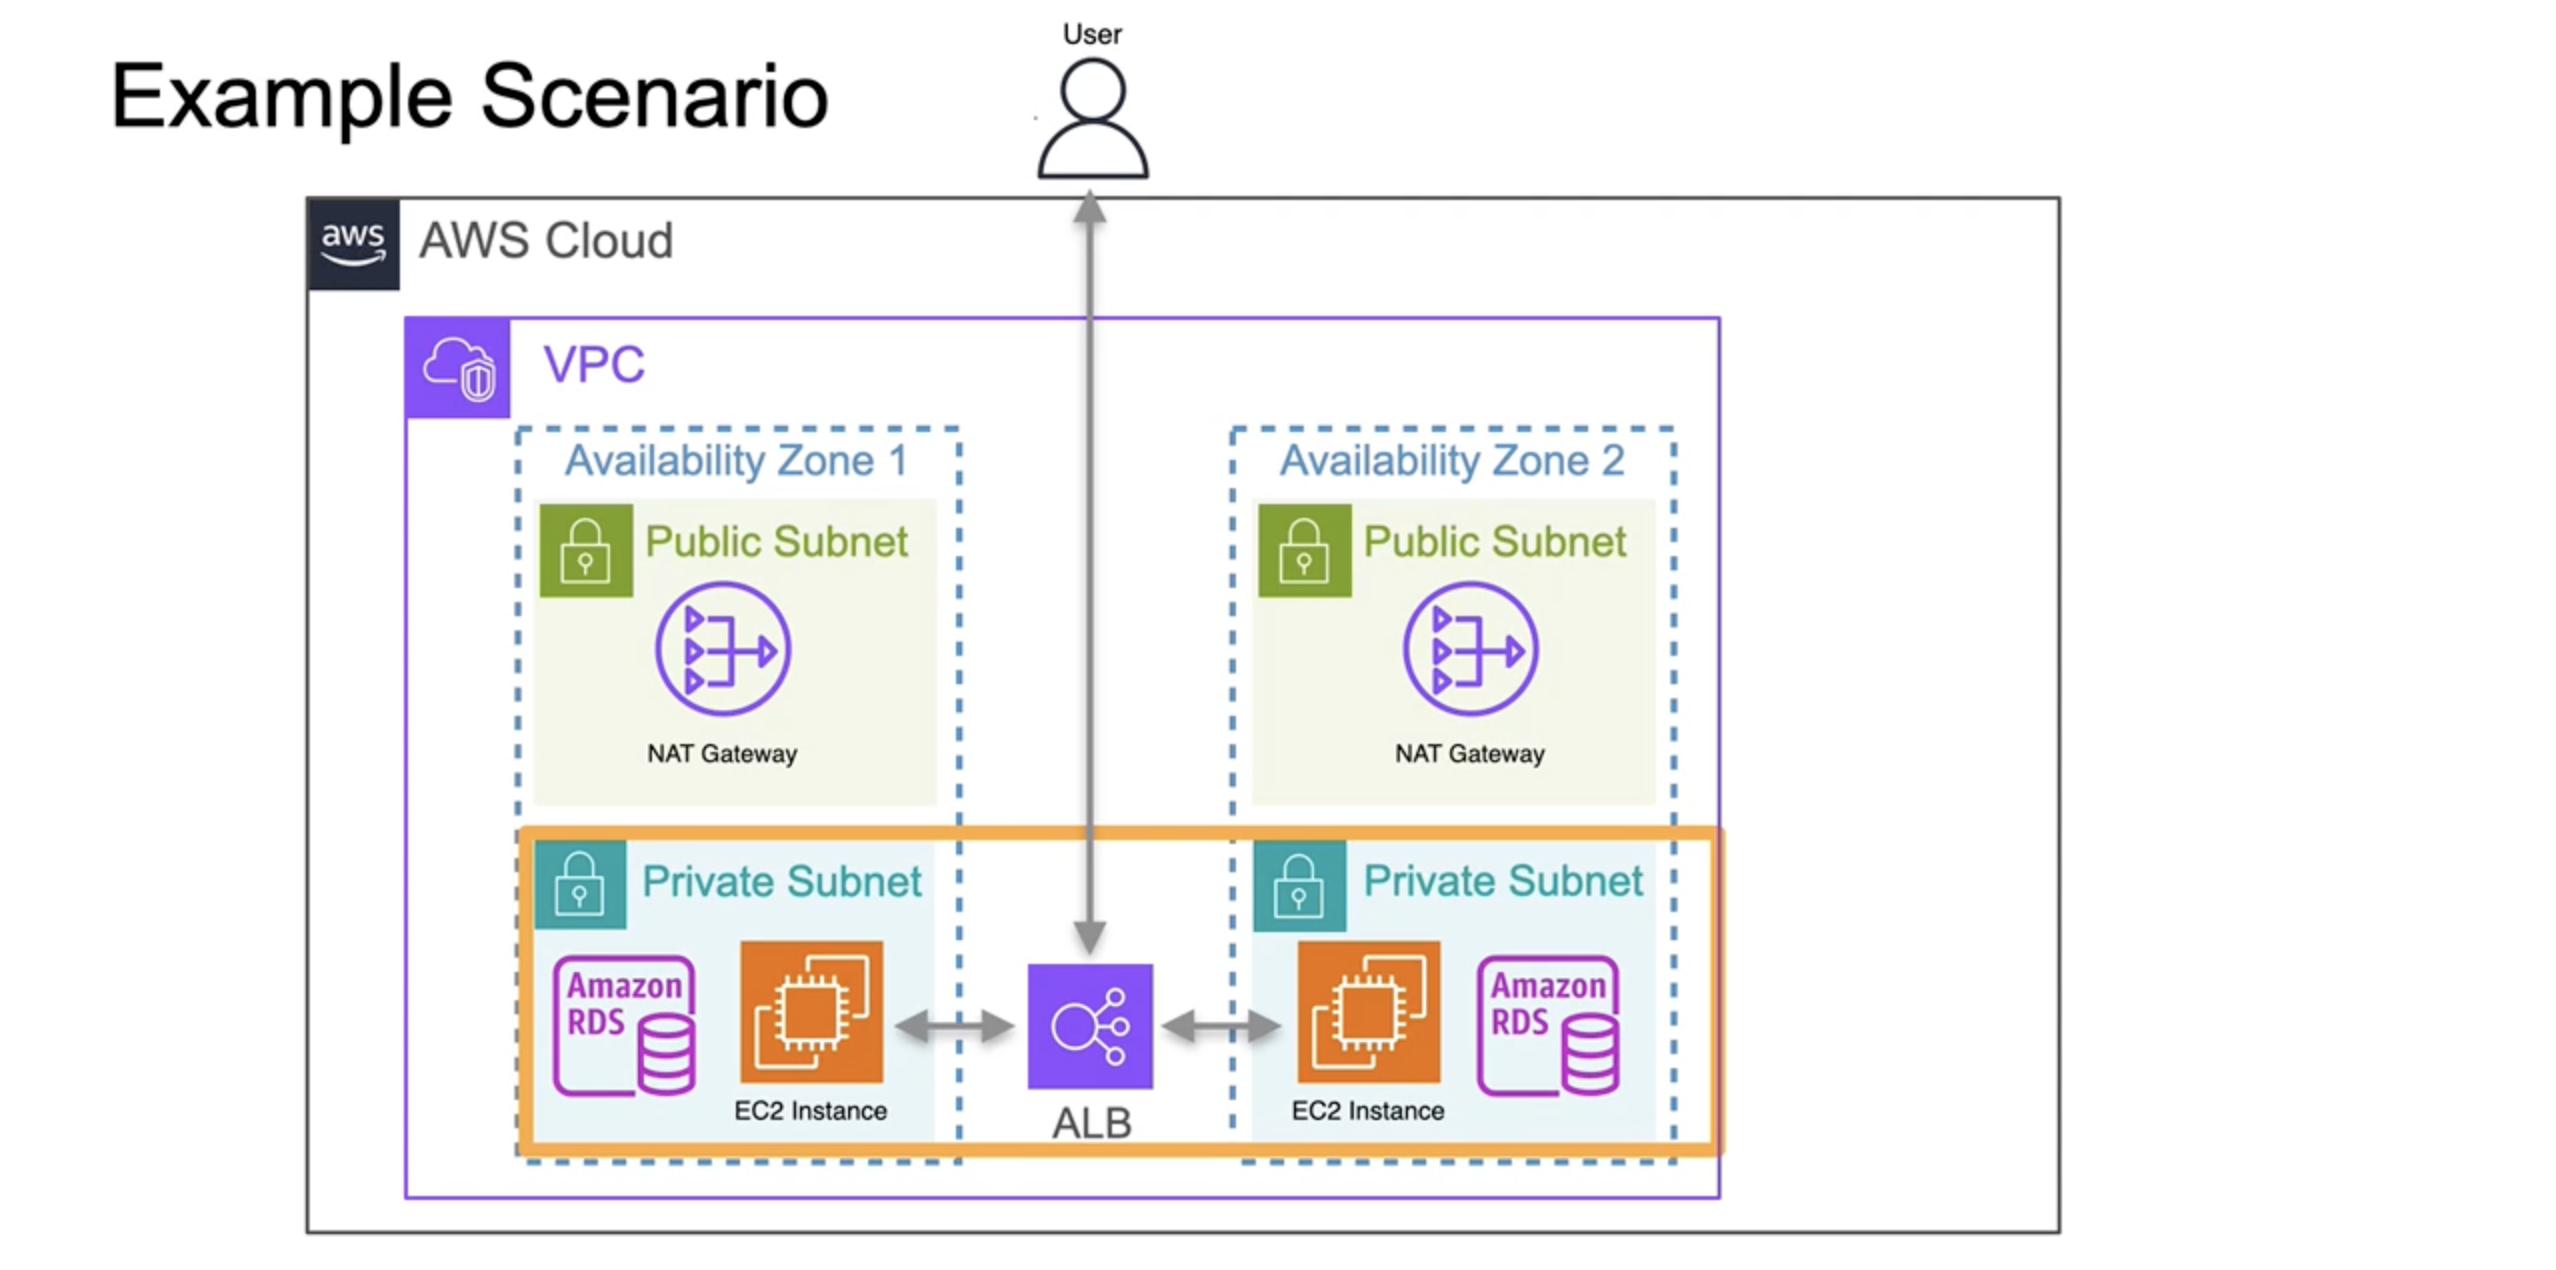 User
Example Scenario
aws
AWS Cloud
VPC
Availability Zone 1
Availability Zone 2
Public Subnet
Public Subnet
NAT Gateway
NAT Gateway
Private Subnet
Private Subnet
Amazon
RDS
EC2 Instance
ALB
EC2 Instance
Amazon
RDS